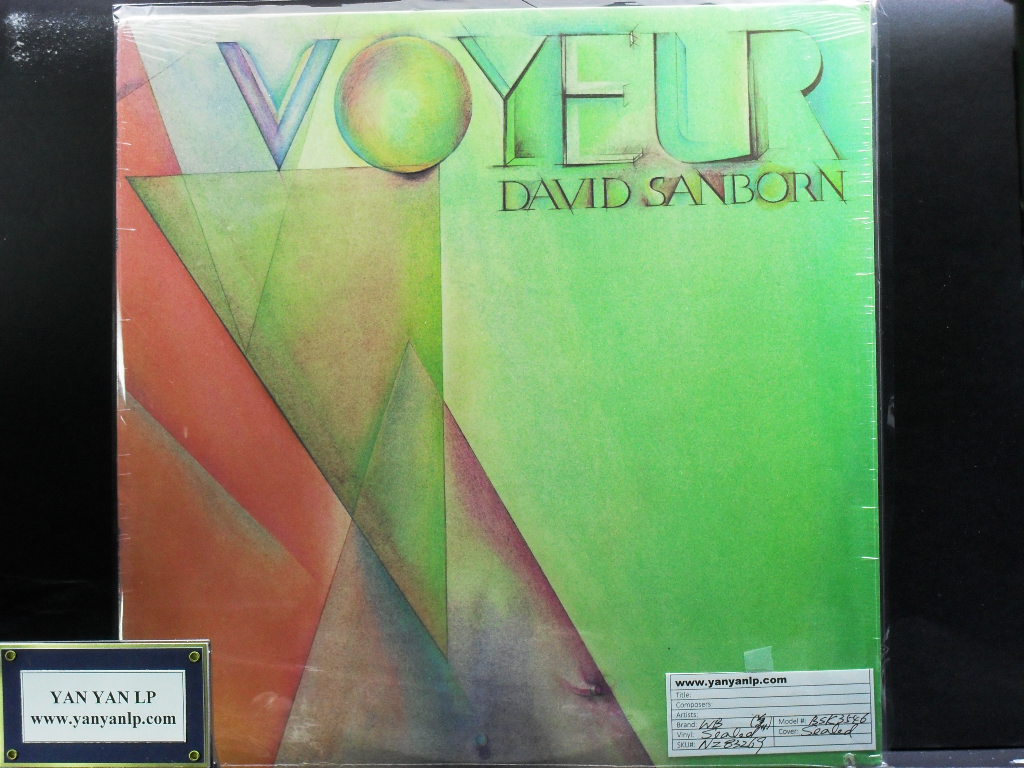 VOYEUR
DAVID SANBORN
YAN YAN LP
www.yanyanlp.com
www.yanyanlp.com
Title:
Composers
Artists:
Brand: WB Model #: BSK3546
Vinyl: Sealed Cover: Sealed
SKU#: NZ83269